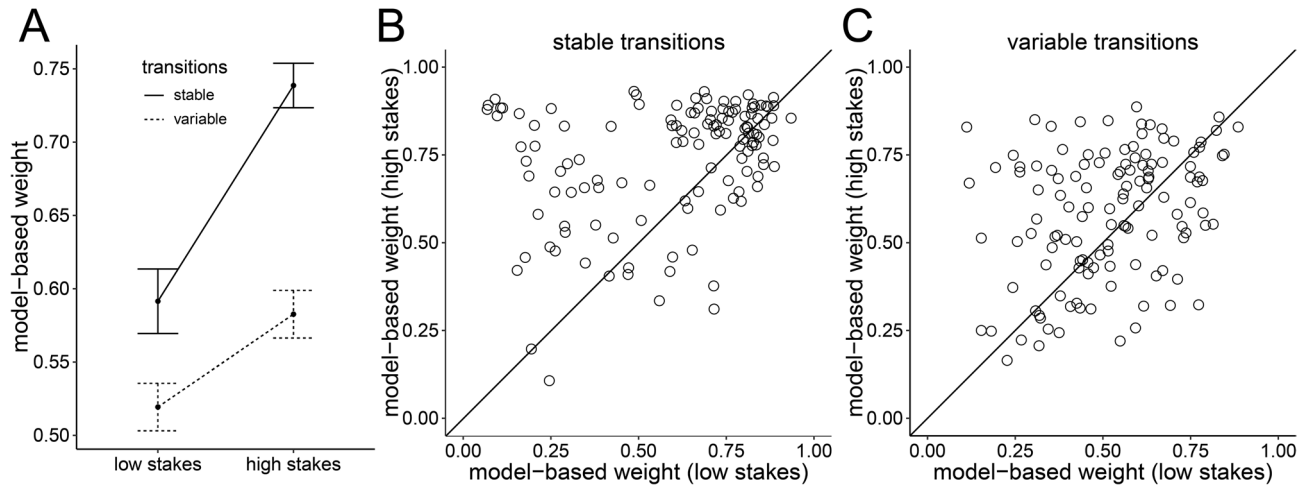 A
transitions
stable
variable
0.75
0.70
0.65
0.60
0.55
0.50
model−based weight
low stakes
high stakes
B
stable transitions
1.00
0.75
0.50
0.25
0.00
model−based weight (high stakes)
0.00
0.25
0.50
0.75
1.00
model−based weight (low stakes)
C
variable transitions
1.00
0.75
0.50
0.25
0.00
model−based weight (high stakes)
0.00
0.25
0.50
0.75
1.00
model−based weight (low stakes)